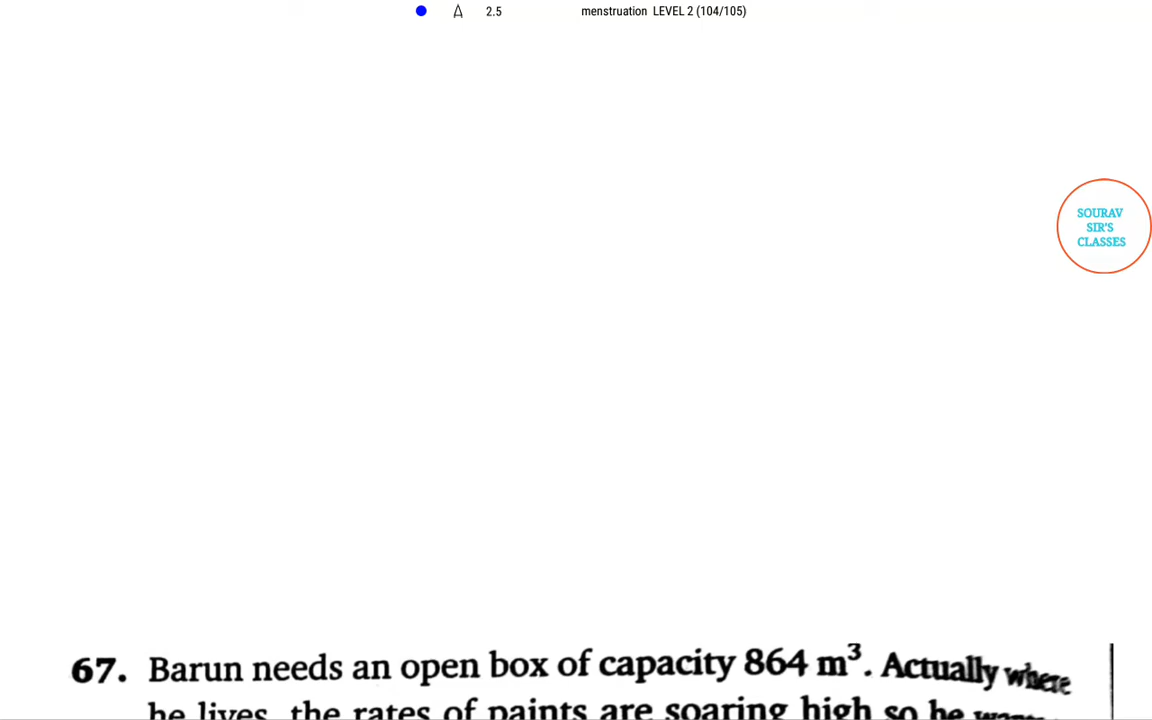 2.5 menstruation LEVEL 2 (104/105)
SOURAV
SIR'S
CLASSES
67. Barun needs an open box of capacity 864 m³. Actually where
he lives, the rates of paints are soaring high so he